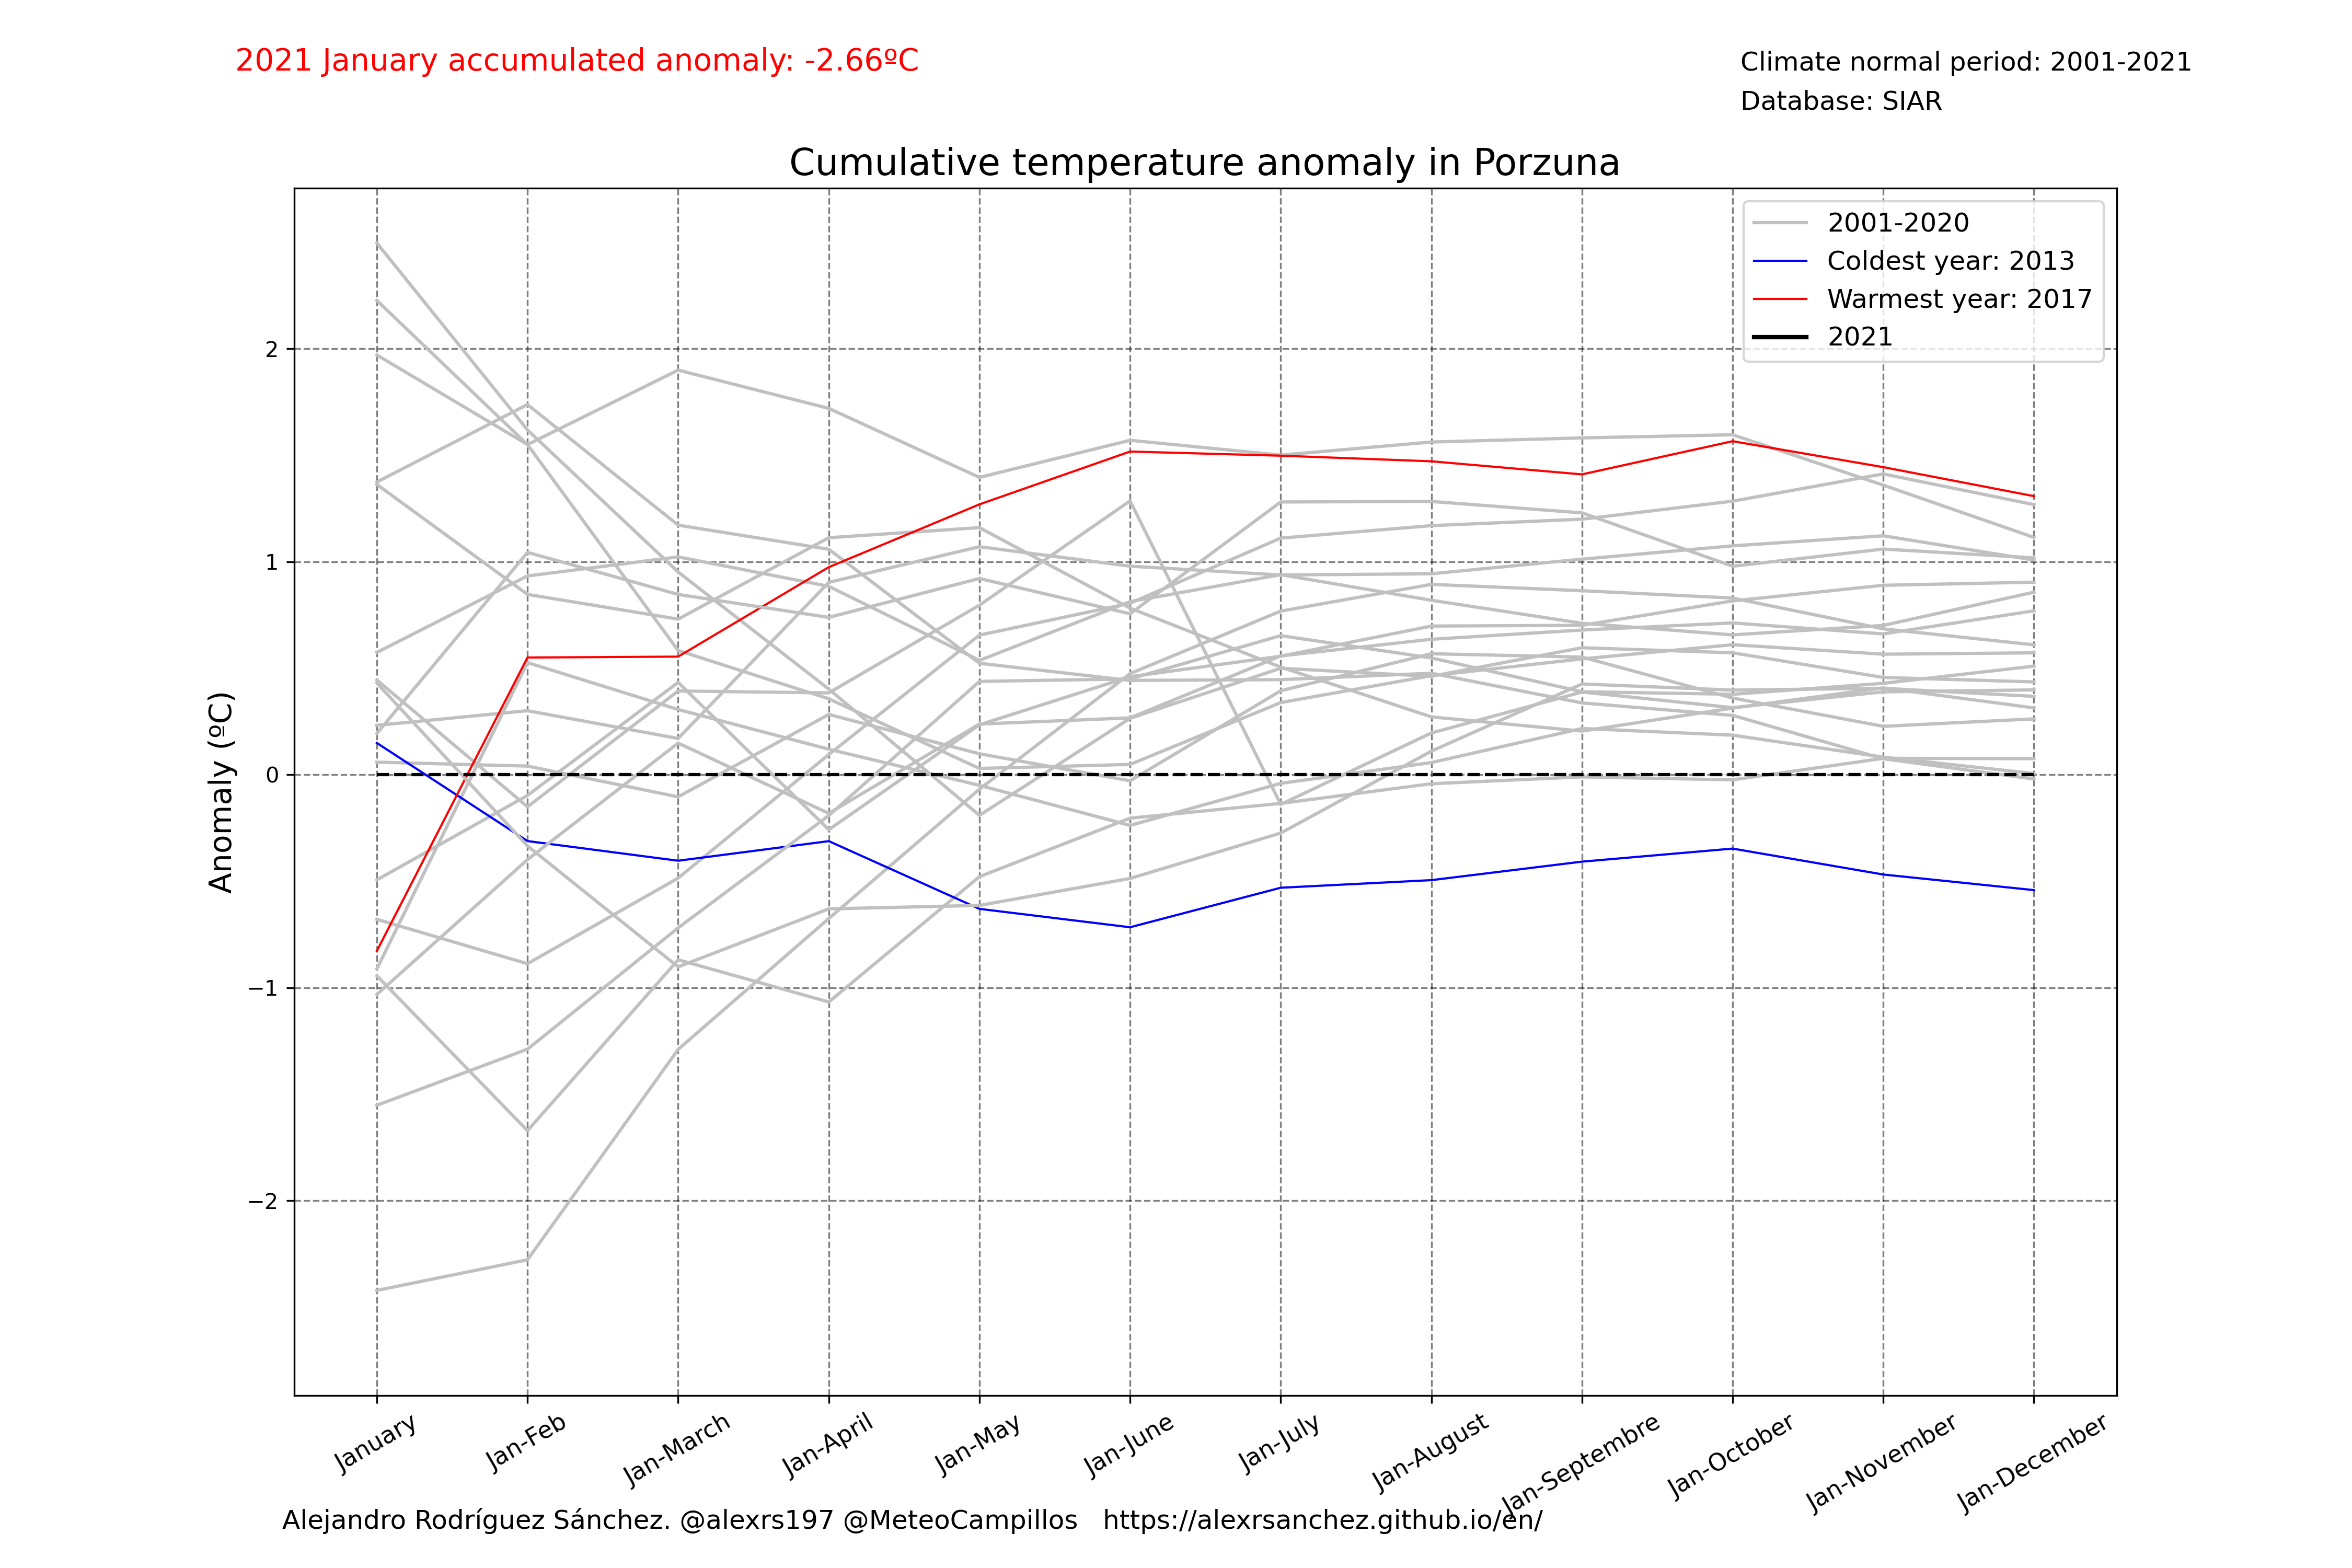 2021 January accumulated anomaly: -2.66ºC
Climate normal period: 2001-2021
Database: SIAR
Cumulative temperature anomaly in Porzuna
2001-2020
Coldest year: 2013
Warmest year: 2017
2021
Anomaly (ºC)
2
1
0
−1
−2
January
Jan-Feb
Jan-March
Jan-April
Jan-May
Jan-June
Jan-July
Jan-August
Jan-Septembre
Jan-October
Jan-November
Jan-December
Alejandro Rodríguez Sánchez. @alexrs197 @MeteoCampillos   https://alexrsanchez.github.io/en/